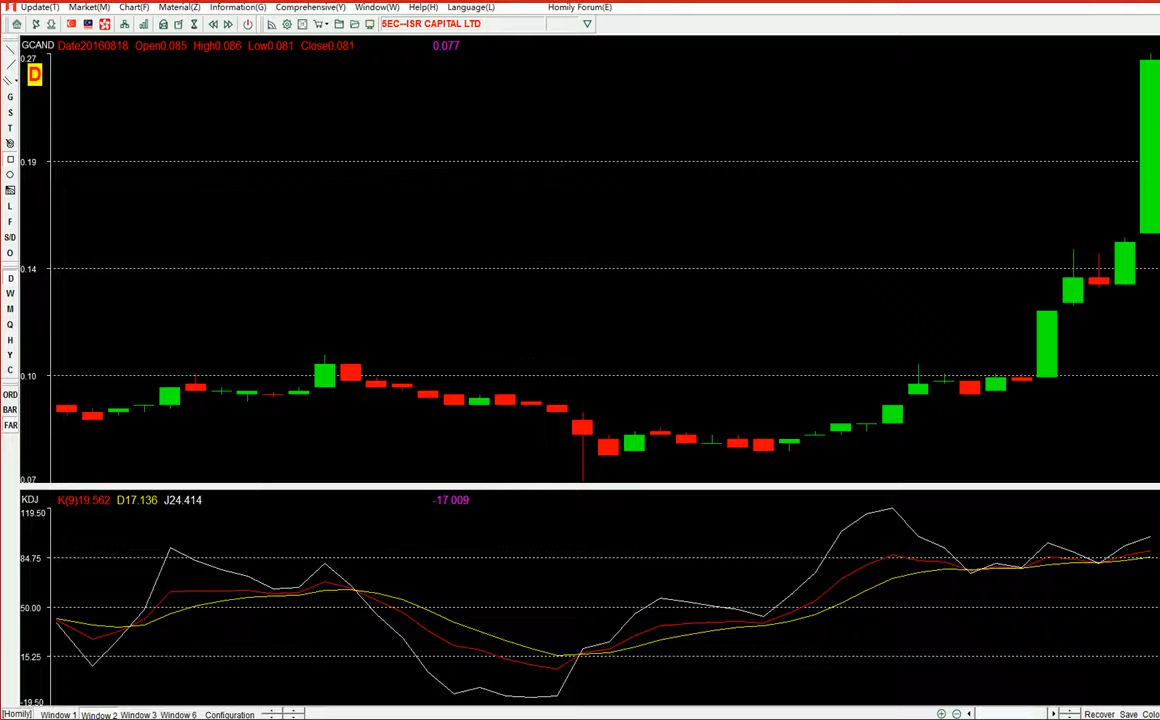 Update(T) Market(M) Chart(F) Material(Z) Information(G) Comprehensive(Y) Window(W) Help(H) Language(L) Homily Forum(E)
5EC--ISR CAPITAL LTD
GCAND Date20160818 Open0.085 High0.086 Low0.081 Close0.081 0.077
0.27
D
G
S
T
0.19
L
F
S/D
O
0.14
D
W
M
Q
H
Y
C
0.10
ORD
BAR
FAR
0.07
KDJ K(9)19.562 D17.136 J24.414 -17.009
119.50
84.75
50.00
15.25
-19.50
[Homily] Window 1 Window 2 Window 3 Window 6 Configuration Recover Save Colo